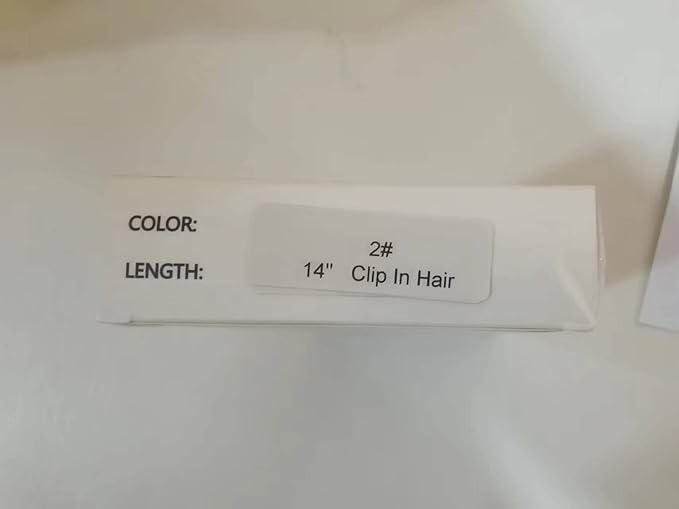 COLOR:
2#
LENGTH:
14" Clip In Hair